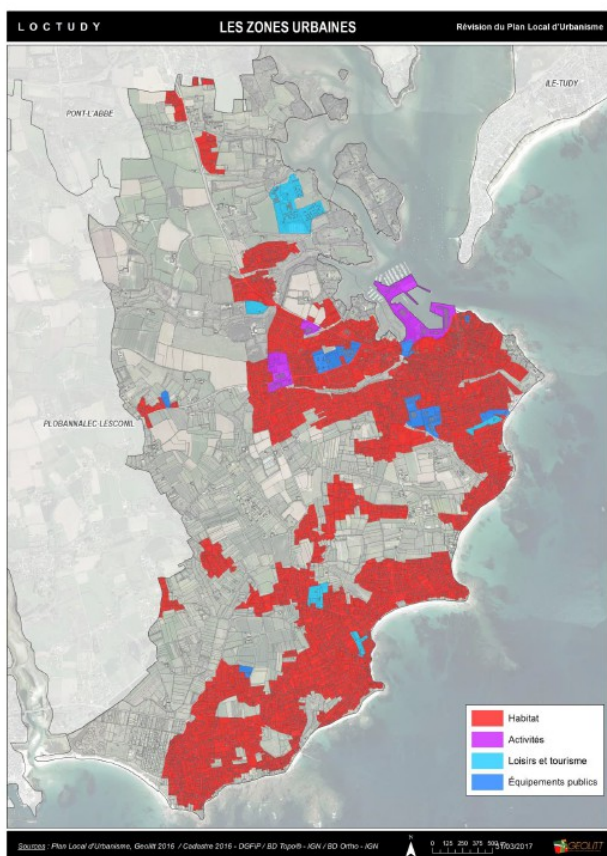 LOCTUDY
LES ZONES URBAINES
Révision du Plan Local d'Urbanisme
ILE-TUDY
PONT-L'ABBÉ
PLOBANNALEC-LESCONIL
Habitat
Activités
Loisirs et tourisme
Équipements publics
Sources : Plan Local d'Urbanisme, Geolitt 2016 / Cadastre 2016 - DGFiP / BD Topo® - IGN / BD Ortho - IGN
N
0 125 250 375 500
/03/2017
GEOLITT